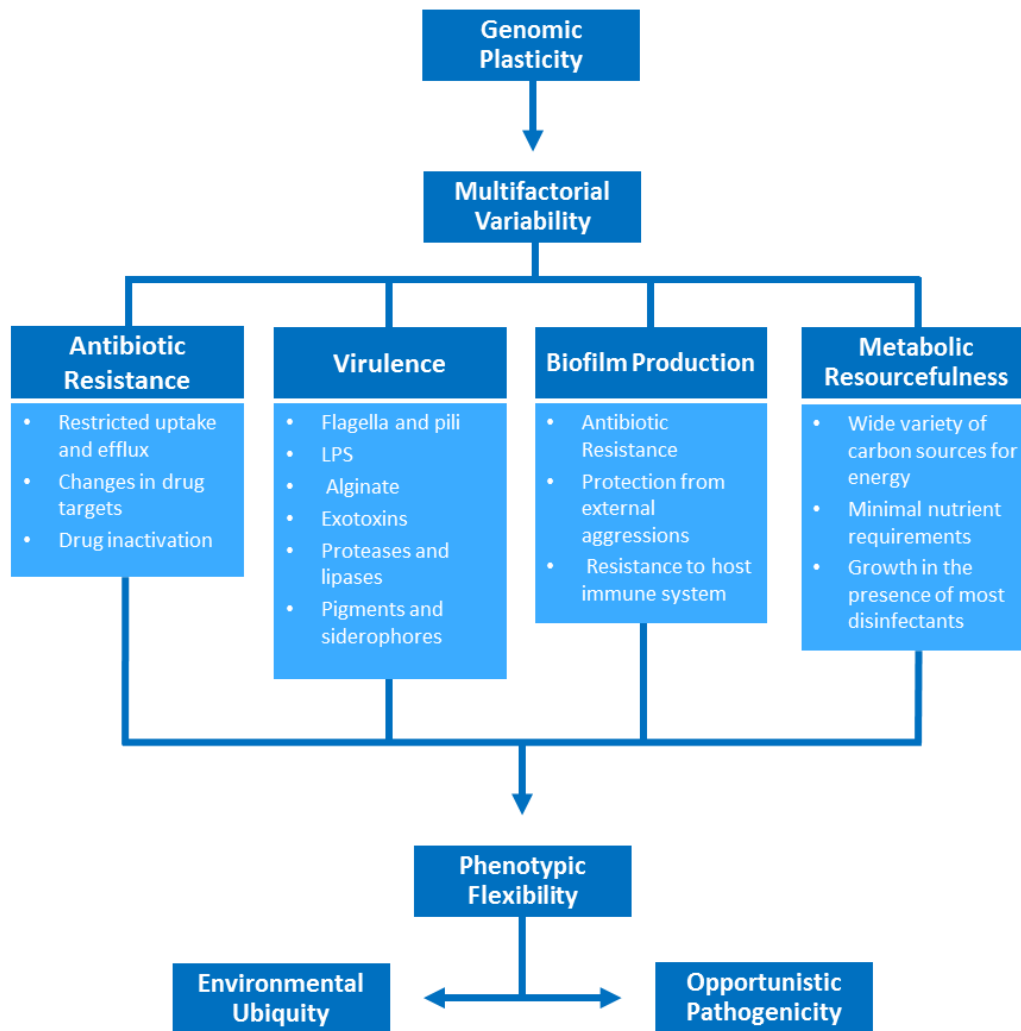 Genomic
Plasticity
Multifactorial
Variability
Antibiotic
Resistance
• Restricted uptake
and efflux
• Changes in drug
targets
• Drug inactivation
Virulence
• Flagella and pili
• LPS
• Alginate
• Exotoxins
• Proteases and
lipases
• Pigments and
siderophores
Biofilm Production
• Antibiotic
Resistance
• Protection from
external
aggressions
• Resistance to host
immune system
Metabolic
Resourcefulness
• Wide variety of
carbon sources for
energy
• Minimal nutrient
requirements
• Growth in the
presence of most
disinfectants
Phenotypic
Flexibility
Environmental
Ubiquity
Opportunistic
Pathogenicity